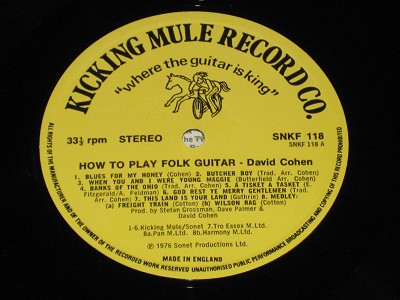 KICKING MULE RECORD CO.
"where the guitar is king"
33⅓ rpm STEREO
SNKF 118
SNKF 118 A
he TV
HOW TO PLAY FOLK GUITAR - David Cohen
1. BLUES FOR MY HONEY (Cohen) 2. BUTCHER BOY (Trad. Arr. Cohen)
3. WHEN YOU AND I WERE YOUNG MAGGIE (Butterfield Arr. Cohen)
4. BANKS OF THE OHIO (Trad. Arr. Cohen) 5. A TISKET A TASKET (E.
Fitzgerald/A. Feldman) 6. GOD REST YE MERRY GENTLEMEN (Trad.
Arr. Cohen) 7. THIS LAND IS YOUR LAND (Guthrie) 8. MEDLEY:
(a) FREIGHT TRAIN (Cohen) (b) WILSON RAG (Cohen)
Prod. by Stefan Grossman, Dave Palmer &
David Cohen
1-6.Kicking Mule/Sonet 7.Tro Essex M.Ltd.
8a.Pan M.Ltd. 8b.Harmony M.Ltd.
℗ 1976 Sonet Productions Ltd.
MADE IN ENGLAND
ALL RIGHTS OF THE MANUFACTURER AND OF THE OWNER OF THE RECORDED WORK RESERVED UNAUTHORISED PUBLIC PERFORMANCE BROADCASTING AND COPYING OF THIS RECORD PROHIBITED